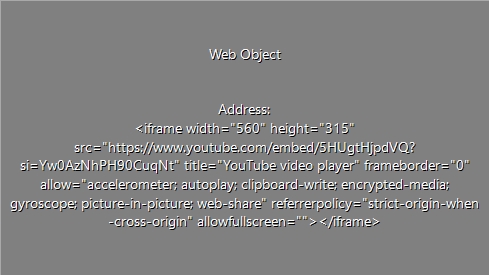 Web Object
Address:
<iframe width="560" height="315"
src="https://www.youtube.com/embed/5HUgtHjpdVQ?
si=Yw0AzNhPH90CuqNt" title="YouTube video player" frameborder="0"
allow="accelerometer; autoplay; clipboard-write; encrypted-media;
gyroscope; picture-in-picture; web-share" referrerpolicy="strict-origin-when
-cross-origin" allowfullscreen=""></iframe>